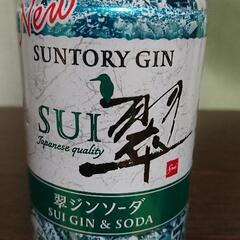 New
SUNTORY GIN
SUI 翠
Japanese quality
翠ジンソーダ
SUI GIN & SODA